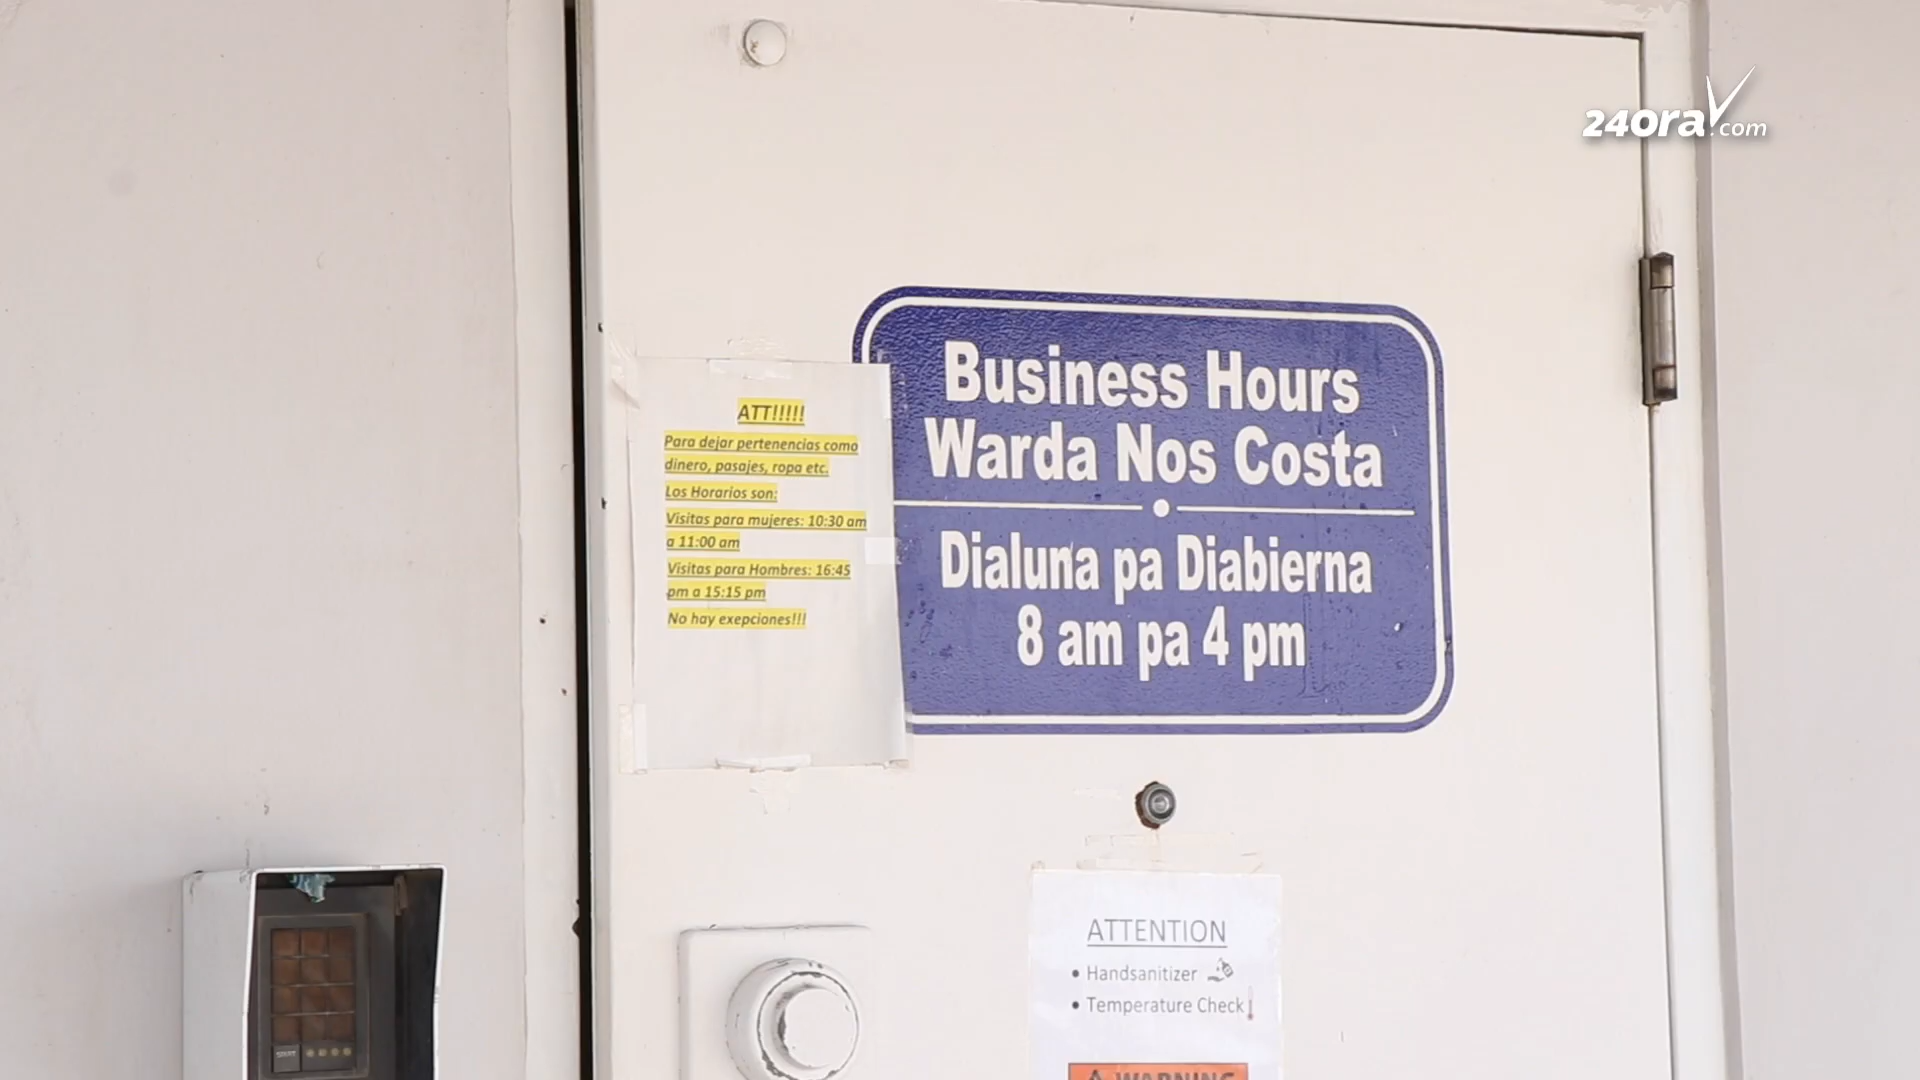 24ora.com
Business Hours
Warda Nos Costa
Dialuna pa Diabierna
8 am pa 4 pm
ATT!!!!!
Para dejar pertenencias como
dinero, pasajes, ropa etc.
Los Horarios son:
Visitas para mujeres: 10:30 am
a 11:00 am
Visitas para Hombres: 16:45
pm a 15:15 pm
No hay exepciones!!!
ATTENTION
• Handsanitizer
• Temperature Check
WARNING